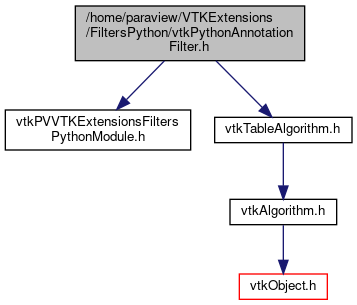 /home/paraview/VTKExtensions
/FiltersPython/vtkPythonAnnotation
Filter.h
vtkPVVTKExtensionsFilters
PythonModule.h
vtkTableAlgorithm.h
vtkAlgorithm.h
vtkObject.h